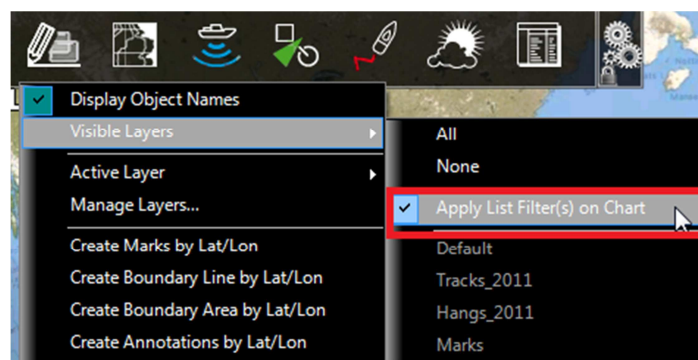 Display Object Names
Visible Layers
Active Layer
Manage Layers...
Create Marks by Lat/Lon
Create Boundary Line by Lat/Lon
Create Boundary Area by Lat/Lon
Create Annotations by Lat/Lon
All
None
Apply List Filter(s) on Chart
Default
Tracks_2011
Hangs_2011
Marks